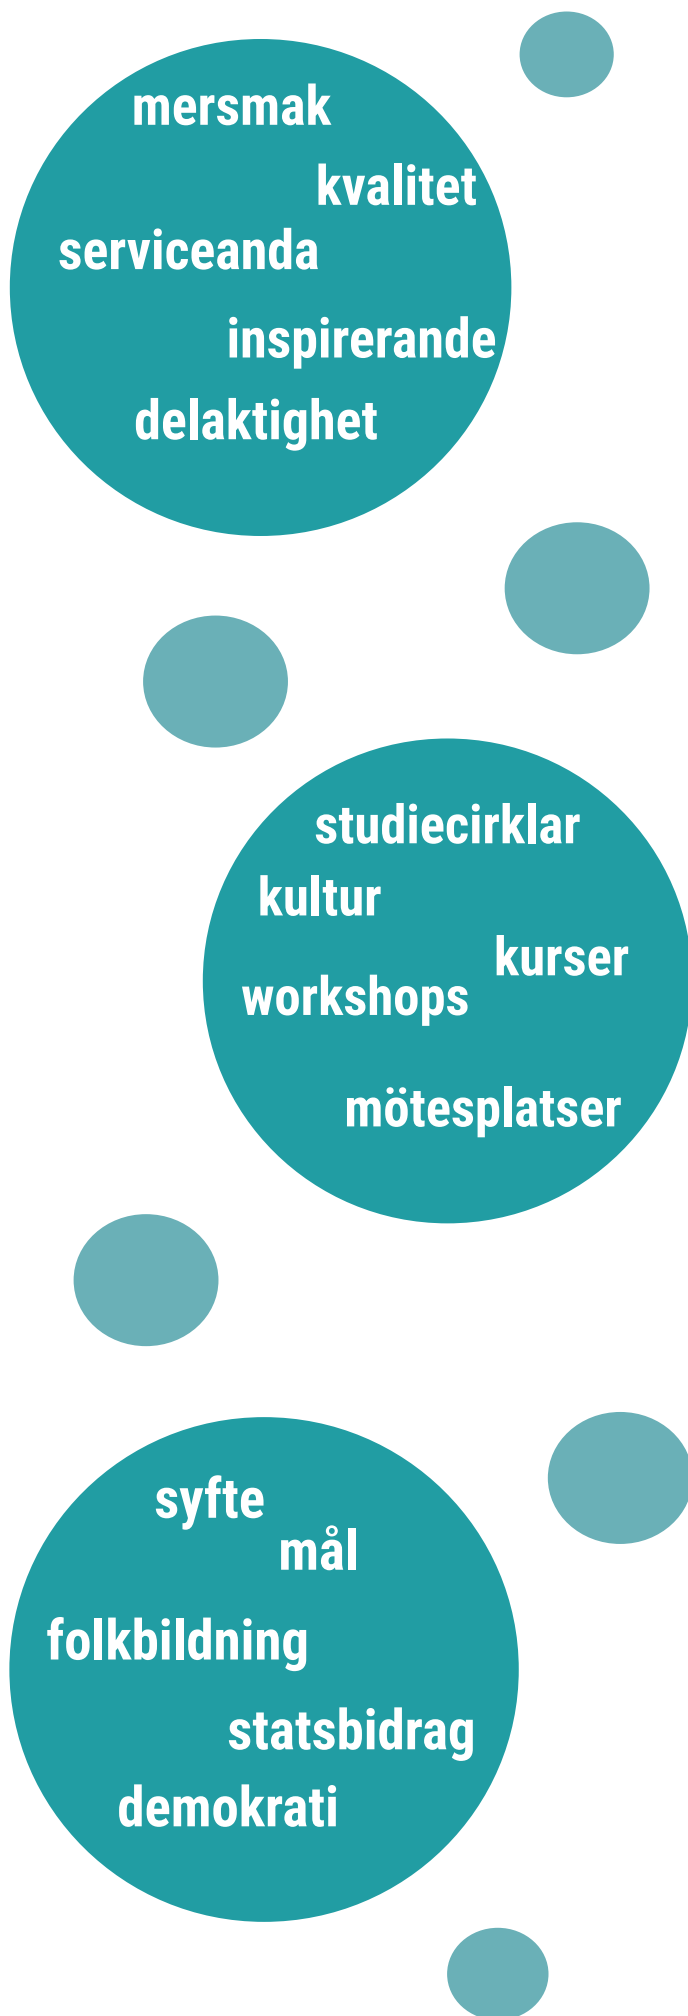 mersmak
kvalitet
serviceanda
inspirerande
delaktighet
studiecirklar
kultur
kurser
workshops
mötesplatser
syfte
mål
folkbildning
statsbidrag
demokrati